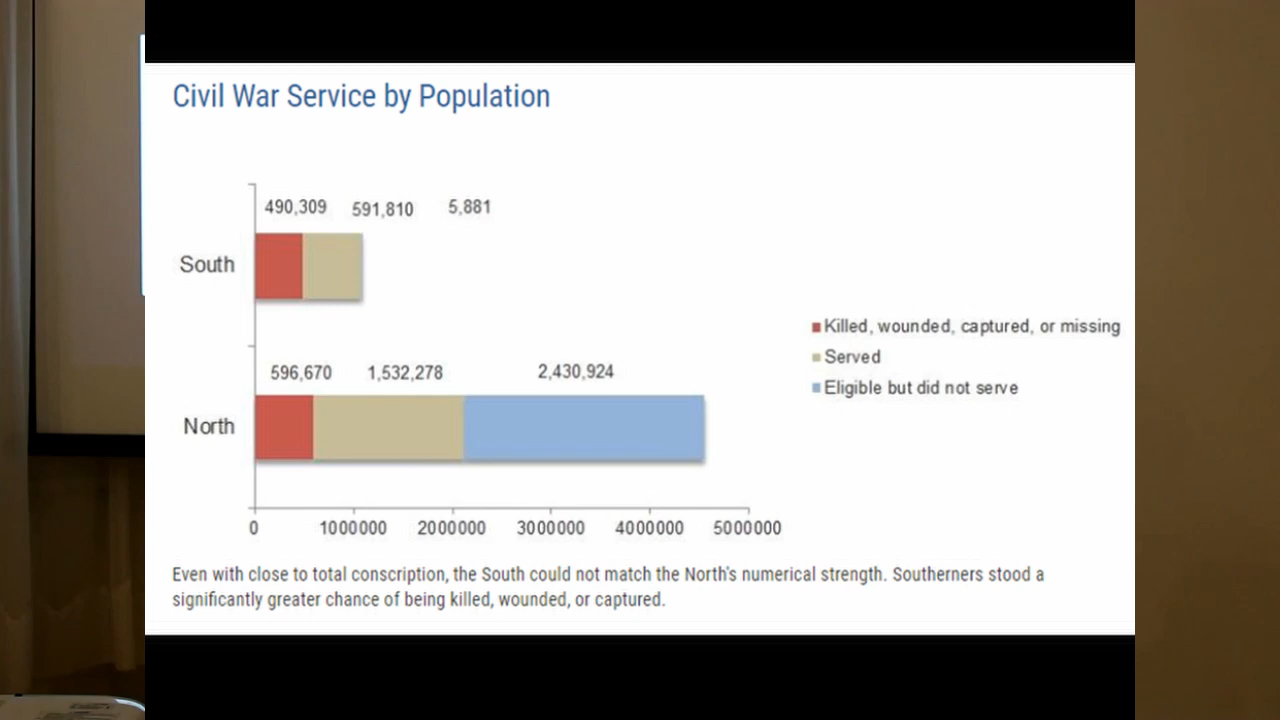 Civil War Service by Population
490,309 591,810 5,881
South
596,670 1,532,278 2,430,924
North
0 1000000 2000000 3000000 4000000 5000000
Killed, wounded, captured, or missing
Served
Eligible but did not serve
Even with close to total conscription, the South could not match the North's numerical strength. Southerners stood a
significantly greater chance of being killed, wounded, or captured.